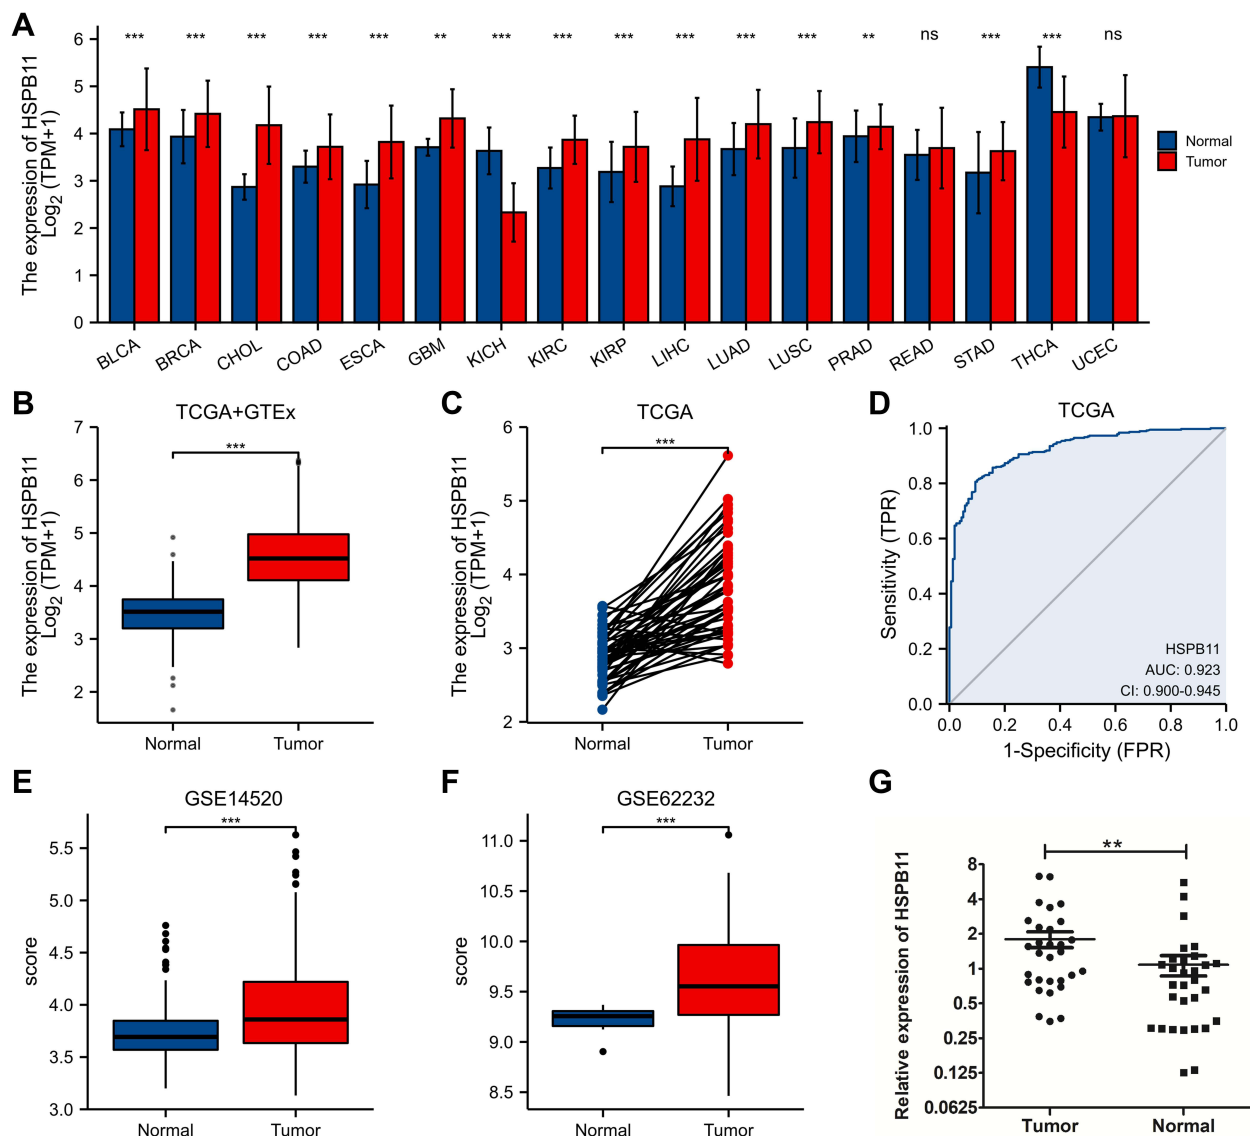 A
The expression of HSPB11
Log2 (TPM+1)
6
5
4
3
2
1
0
*** *** *** *** *** ** *** *** *** *** *** *** ** ns *** *** ns
BLCA BRCA CHOL COAD ESCA GBM KICH KIRC KIRP LIHC LUAD LUSC PRAD READ STAD THCA UCEC
Normal
Tumor
B
TCGA+GTEx
***
The expression of HSPB11
Log2 (TPM+1)
7
6
5
4
3
2
Normal Tumor
C
TCGA
***
The expression of HSPB11
Log2 (TPM+1)
6
5
4
3
2
Normal Tumor
D
TCGA
Sensitivity (TPR)
1.0
0.8
0.6
0.4
0.2
0.0
HSPB11
AUC: 0.923
CI: 0.900-0.945
0.0 0.2 0.4 0.6 0.8 1.0
1-Specificity (FPR)
E
GSE14520
***
score
5.5
5.0
4.5
4.0
3.5
3.0
Normal Tumor
F
GSE62232
***
score
11.0
10.5
10.0
9.5
9.0
8.5
Normal Tumor
G
**
Relative expression of HSPB11
8
4
2
1
0.5
0.25
0.125
0.0625
Tumor Normal